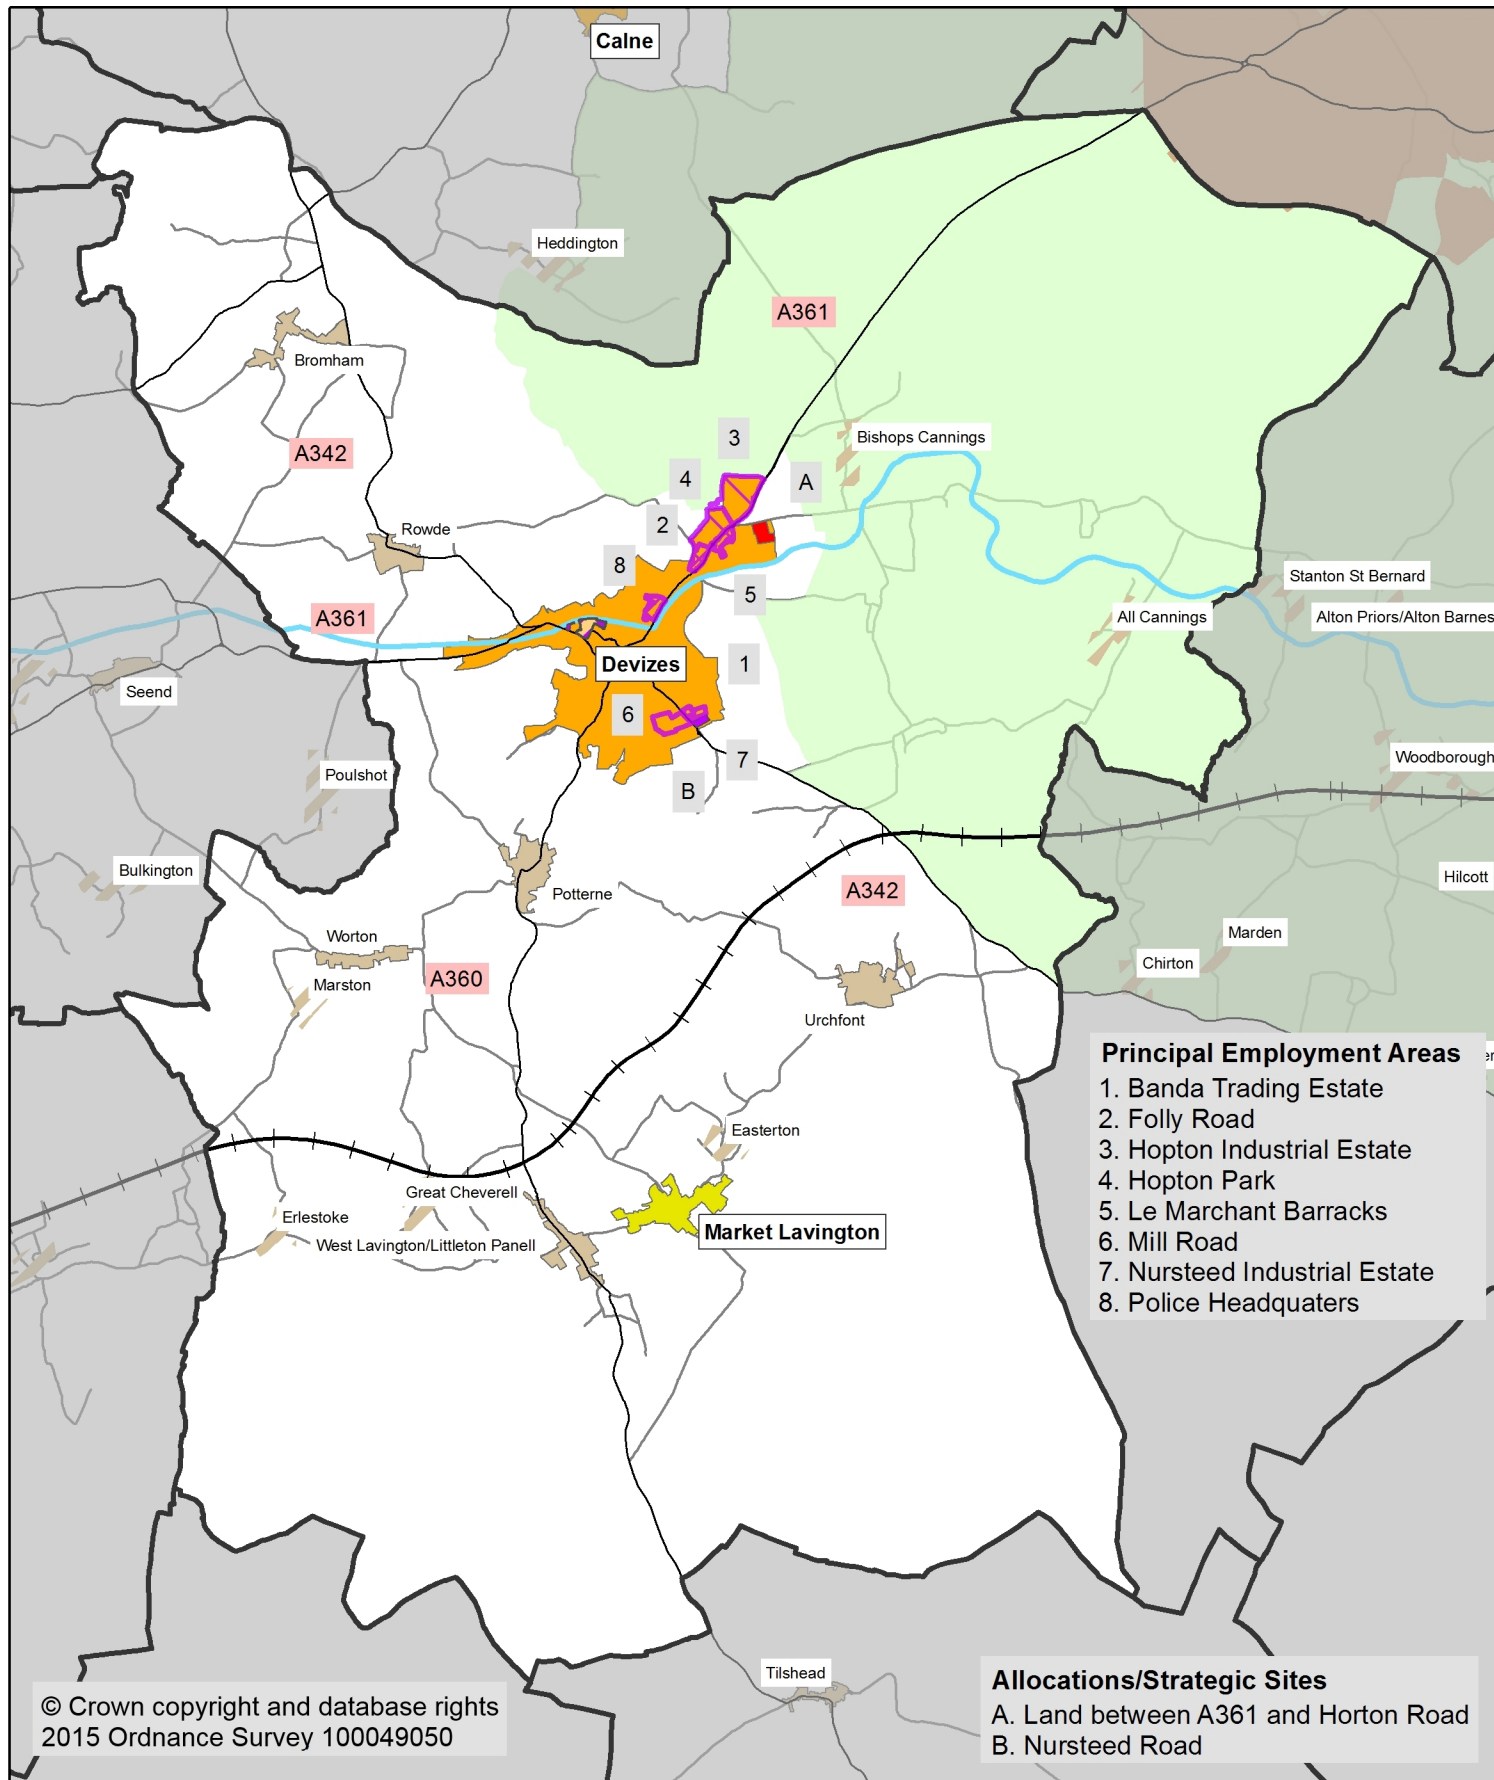 Calne
Heddington
A361
Bromham
Bishops Cannings
3
A342
4
A
2
Rowde
8
Stanton St Bernard
5
A361
All Cannings
Alton Priors/Alton Barnes
Devizes
1
Seend
6
7
Woodborough
Poulshot
B
Bulkington
Hilcott
A342
Potterne
Marden
Worton
Chirton
A360
Marston
Urchfont
Principal Employment Areas
1. Banda Trading Estate
2. Folly Road
3. Hopton Industrial Estate
4. Hopton Park
5. Le Marchant Barracks
6. Mill Road
7. Nursteed Industrial Estate
8. Police Headquaters
Easterton
Great Cheverell
Erlestoke
West Lavington/Littleton Panell
Market Lavington
Tilshead
Allocations/Strategic Sites
A. Land between A361 and Horton Road
B. Nursteed Road
© Crown copyright and database rights
2015 Ordnance Survey 100049050